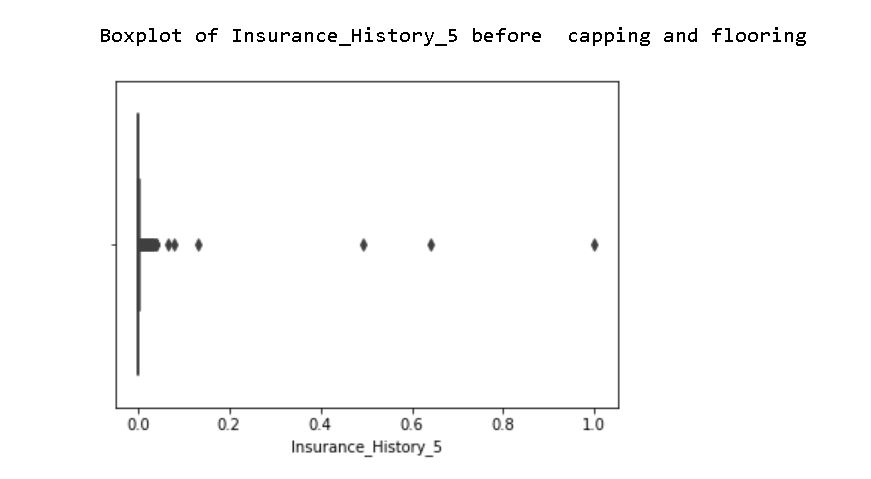 Boxplot of Insurance_History_5 before  capping and flooring
0.0 0.2 0.4 0.6 0.8 1.0
Insurance_History_5